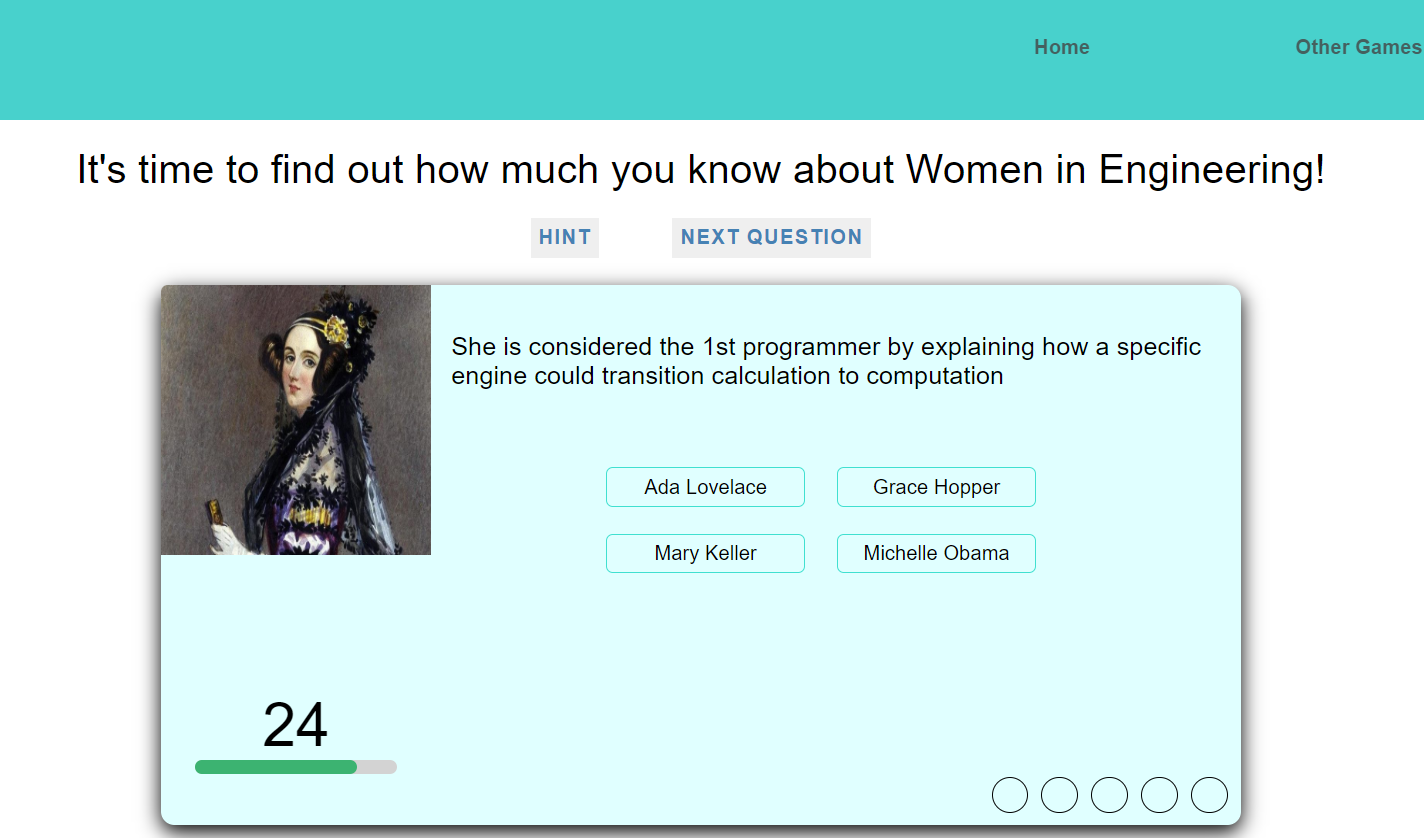 Home Other Games
It's time to find out how much you know about Women in Engineering!
HINT NEXT QUESTION
She is considered the 1st programmer by explaining how a specific
engine could transition calculation to computation
Ada Lovelace Grace Hopper
Mary Keller Michelle Obama
24